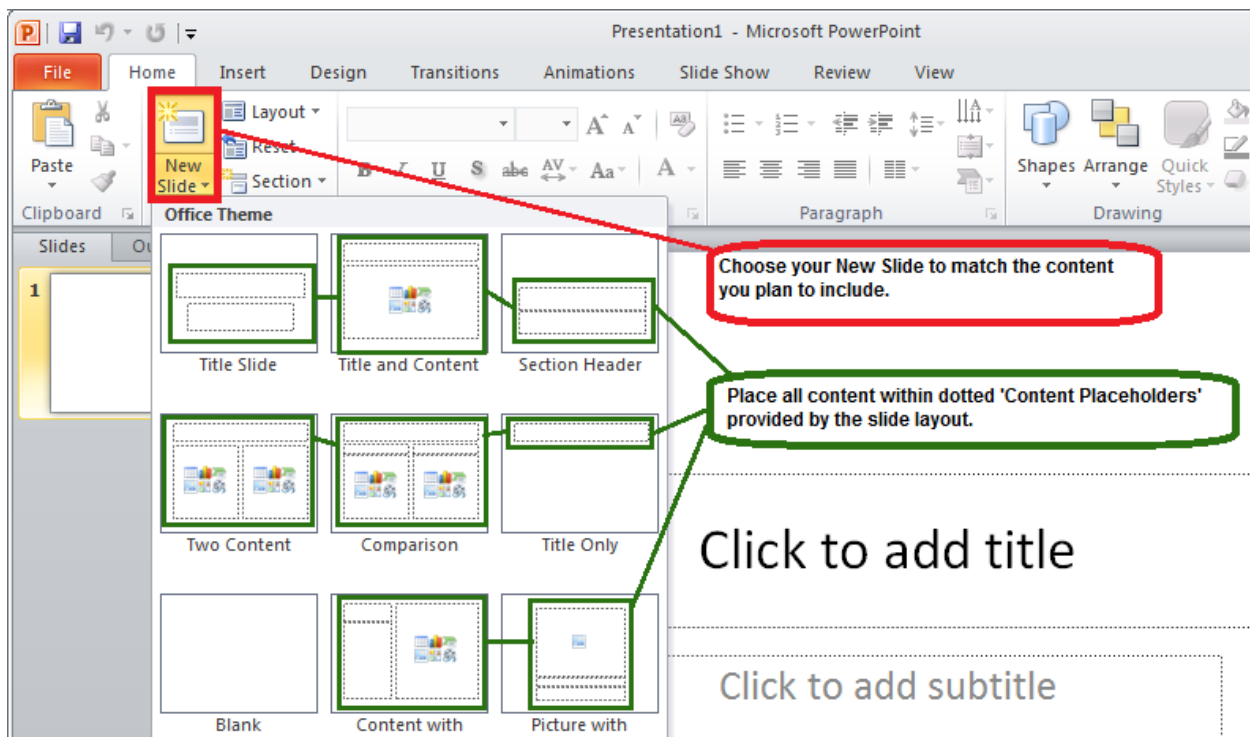 Presentation1 - Microsoft PowerPoint
File Home Insert Design Transitions Animations Slide Show Review View
Paste
New
Slide
Layout
Reset
Section
B I U S abc AV Aa A
Shapes Arrange Quick
Styles
Clipboard
Paragraph
Drawing
Slides
Office Theme
1
Title Slide
Title and Content
Section Header
Choose your New Slide to match the content
you plan to include.
Place all content within dotted 'Content Placeholders'
provided by the slide layout.
Two Content
Comparison
Title Only
Click to add title
Click to add subtitle
Blank
Content with
Picture with